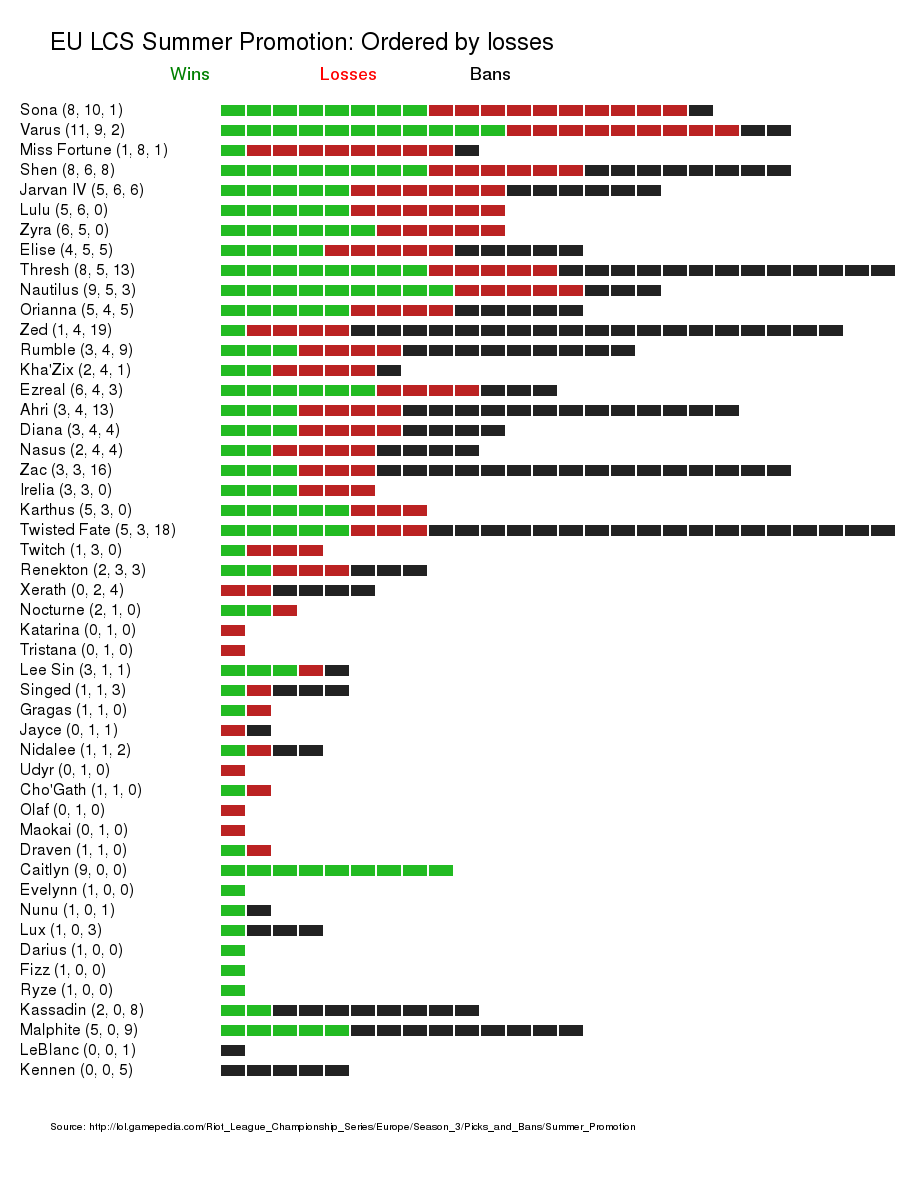 EU LCS Summer Promotion: Ordered by losses
Wins Losses Bans
Sona (8, 10, 1)
Varus (11, 9, 2)
Miss Fortune (1, 8, 1)
Shen (8, 6, 8)
Jarvan IV (5, 6, 6)
Lulu (5, 6, 0)
Zyra (6, 5, 0)
Elise (4, 5, 5)
Thresh (8, 5, 13)
Nautilus (9, 5, 3)
Orianna (5, 4, 5)
Zed (1, 4, 19)
Rumble (3, 4, 9)
Kha'Zix (2, 4, 1)
Ezreal (6, 4, 3)
Ahri (3, 4, 13)
Diana (3, 4, 4)
Nasus (2, 4, 4)
Zac (3, 3, 16)
Irelia (3, 3, 0)
Karthus (5, 3, 0)
Twisted Fate (5, 3, 18)
Twitch (1, 3, 0)
Renekton (2, 3, 3)
Xerath (0, 2, 4)
Nocturne (2, 1, 0)
Katarina (0, 1, 0)
Tristana (0, 1, 0)
Lee Sin (3, 1, 1)
Singed (1, 1, 3)
Gragas (1, 1, 0)
Jayce (0, 1, 1)
Nidalee (1, 1, 2)
Udyr (0, 1, 0)
Cho'Gath (1, 1, 0)
Olaf (0, 1, 0)
Maokai (0, 1, 0)
Draven (1, 1, 0)
Caitlyn (9, 0, 0)
Evelynn (1, 0, 0)
Nunu (1, 0, 1)
Lux (1, 0, 3)
Darius (1, 0, 0)
Fizz (1, 0, 0)
Ryze (1, 0, 0)
Kassadin (2, 0, 8)
Malphite (5, 0, 9)
LeBlanc (0, 0, 1)
Kennen (0, 0, 5)
Source: http://lol.gamepedia.com/Riot_League_Championship_Series/Europe/Season_3/Picks_and_Bans/Summer_Promotion